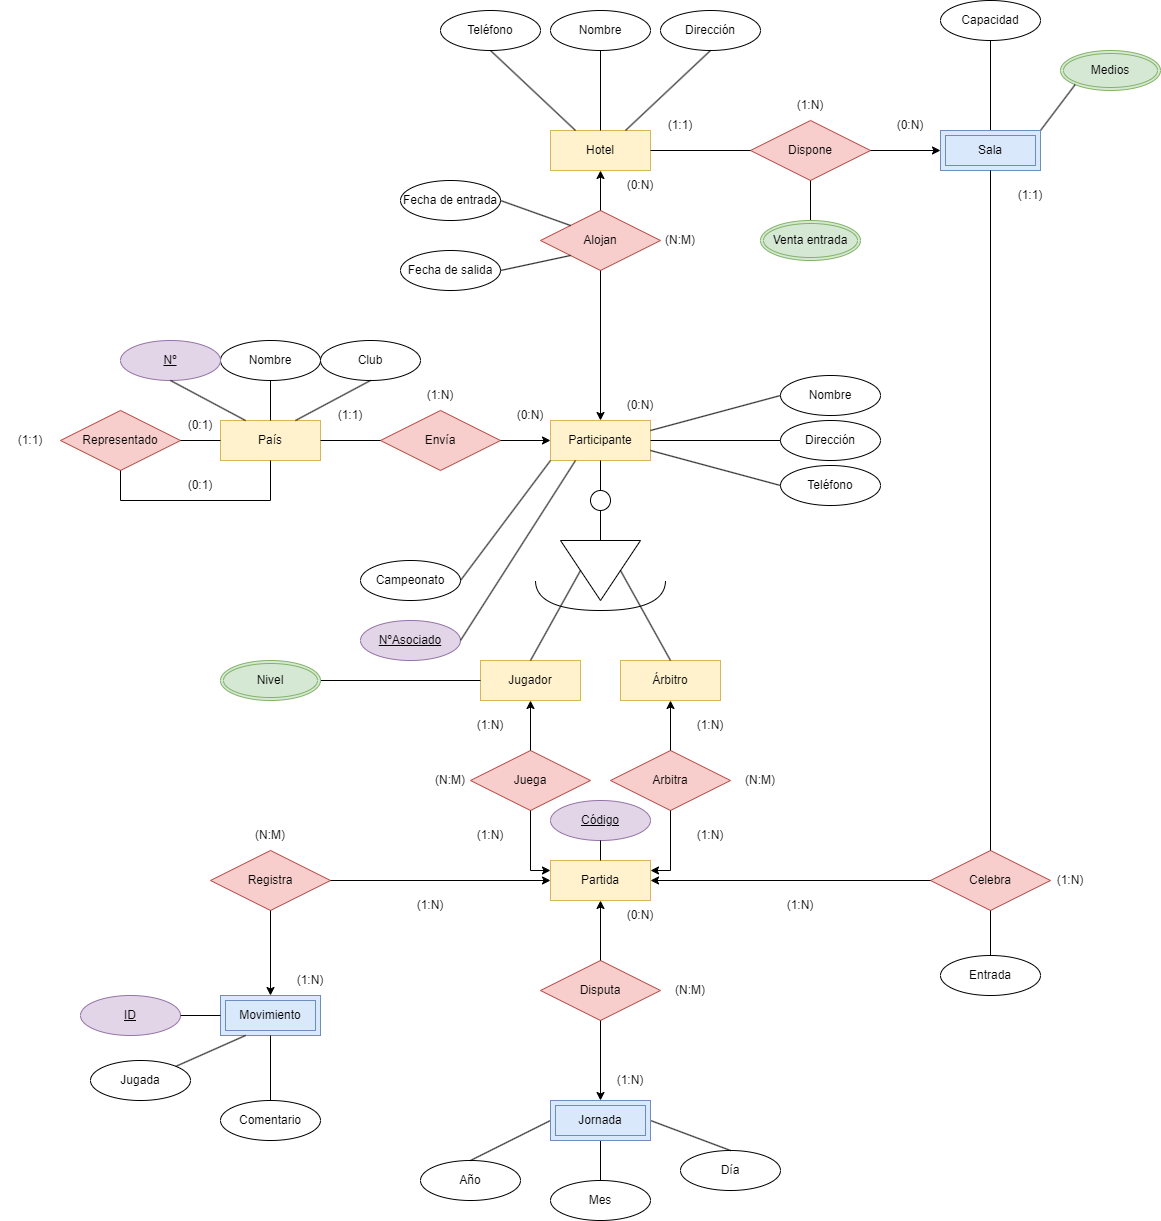 Capacidad
Teléfono
Nombre
Dirección
Medios
(1:N)
(1:1)
(0:N)
Hotel
Dispone
Sala
(0:N)
(1:1)
Fecha de entrada
Alojan
(N:M)
Venta entrada
Fecha de salida
Nº
Nombre
Club
(1:N)
Nombre
(0:N)
(1:1)
(0:N)
(0:1)
(1:1)
Representado
País
Envía
Participante
Dirección
(0:1)
Teléfono
Campeonato
NºAsociado
Nivel
Jugador
Árbitro
(1:N)
(1:N)
(N:M)
Juega
Arbitra
(N:M)
Código
(1:N)
(1:N)
(N:M)
Registra
Partida
Celebra
(1:N)
(1:N)
(1:N)
(0:N)
Entrada
(1:N)
Disputa
(N:M)
ID
Movimiento
Jugada
(1:N)
Comentario
Jornada
Año
Día
Mes